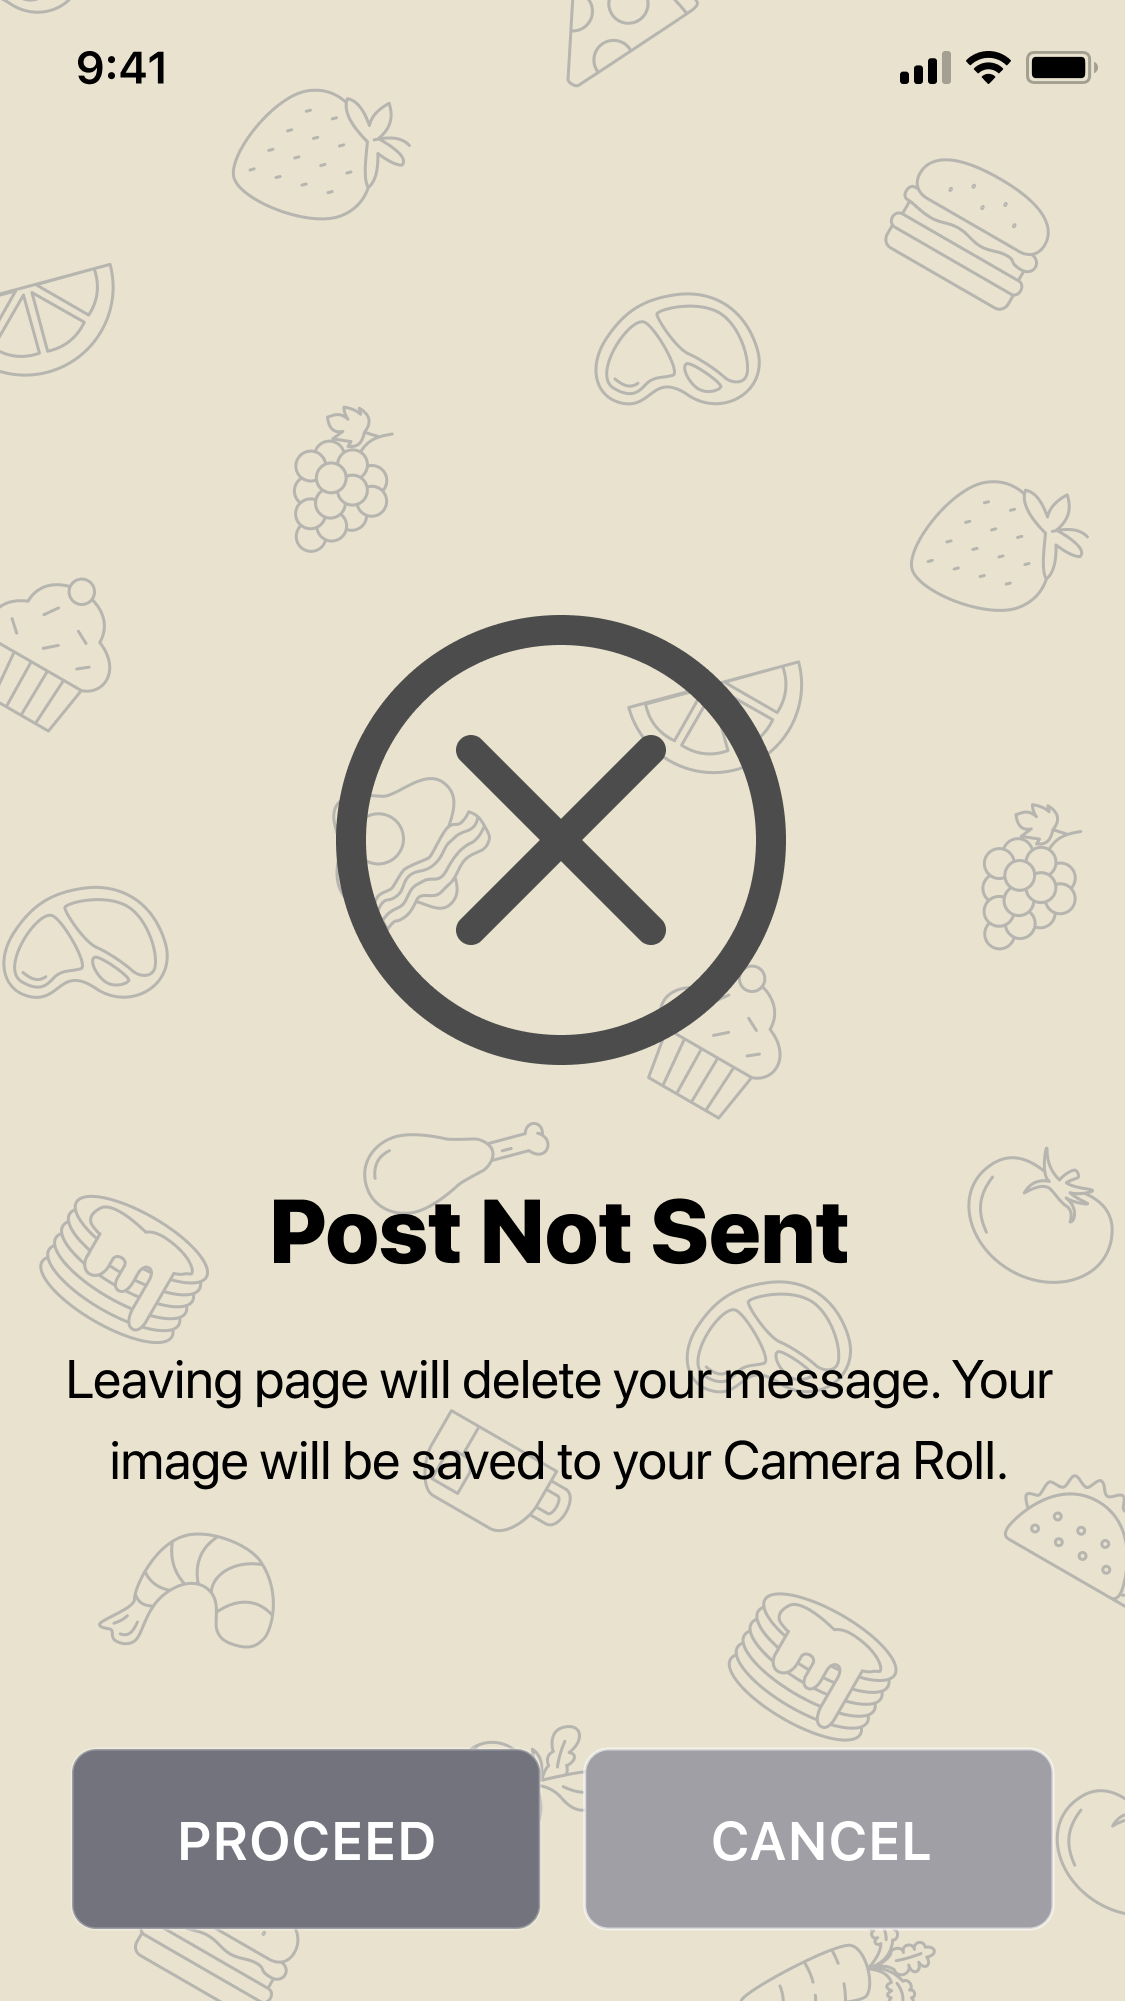 9:41
Post Not Sent
Leaving page will delete your message. Your
image will be saved to your Camera Roll.
PROCEED
CANCEL